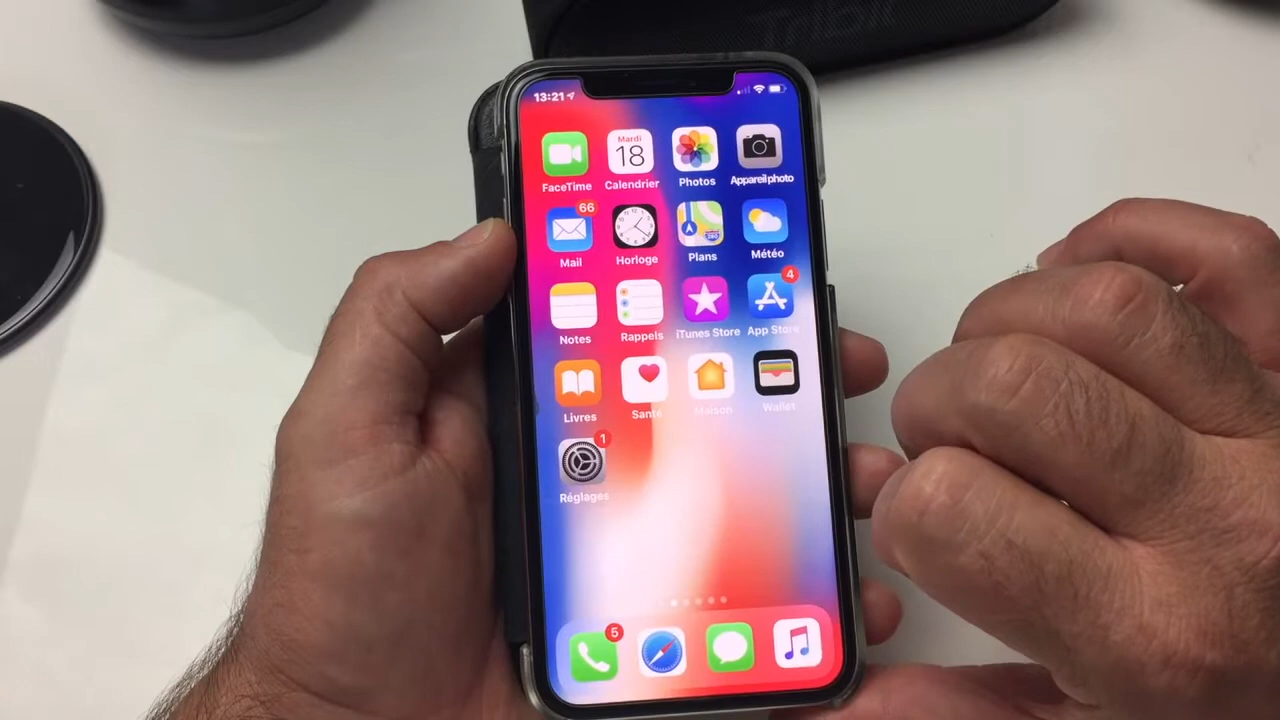 Tribit
13:21
Mardi
18
FaceTime
Calendrier
Photos
Appareil photo
66
Mail
Horloge
Plans
Météo
4
Notes
Rappels
iTunes Store
App Store
Livres
Santé
Maison
Wallet
1
Réglages
5